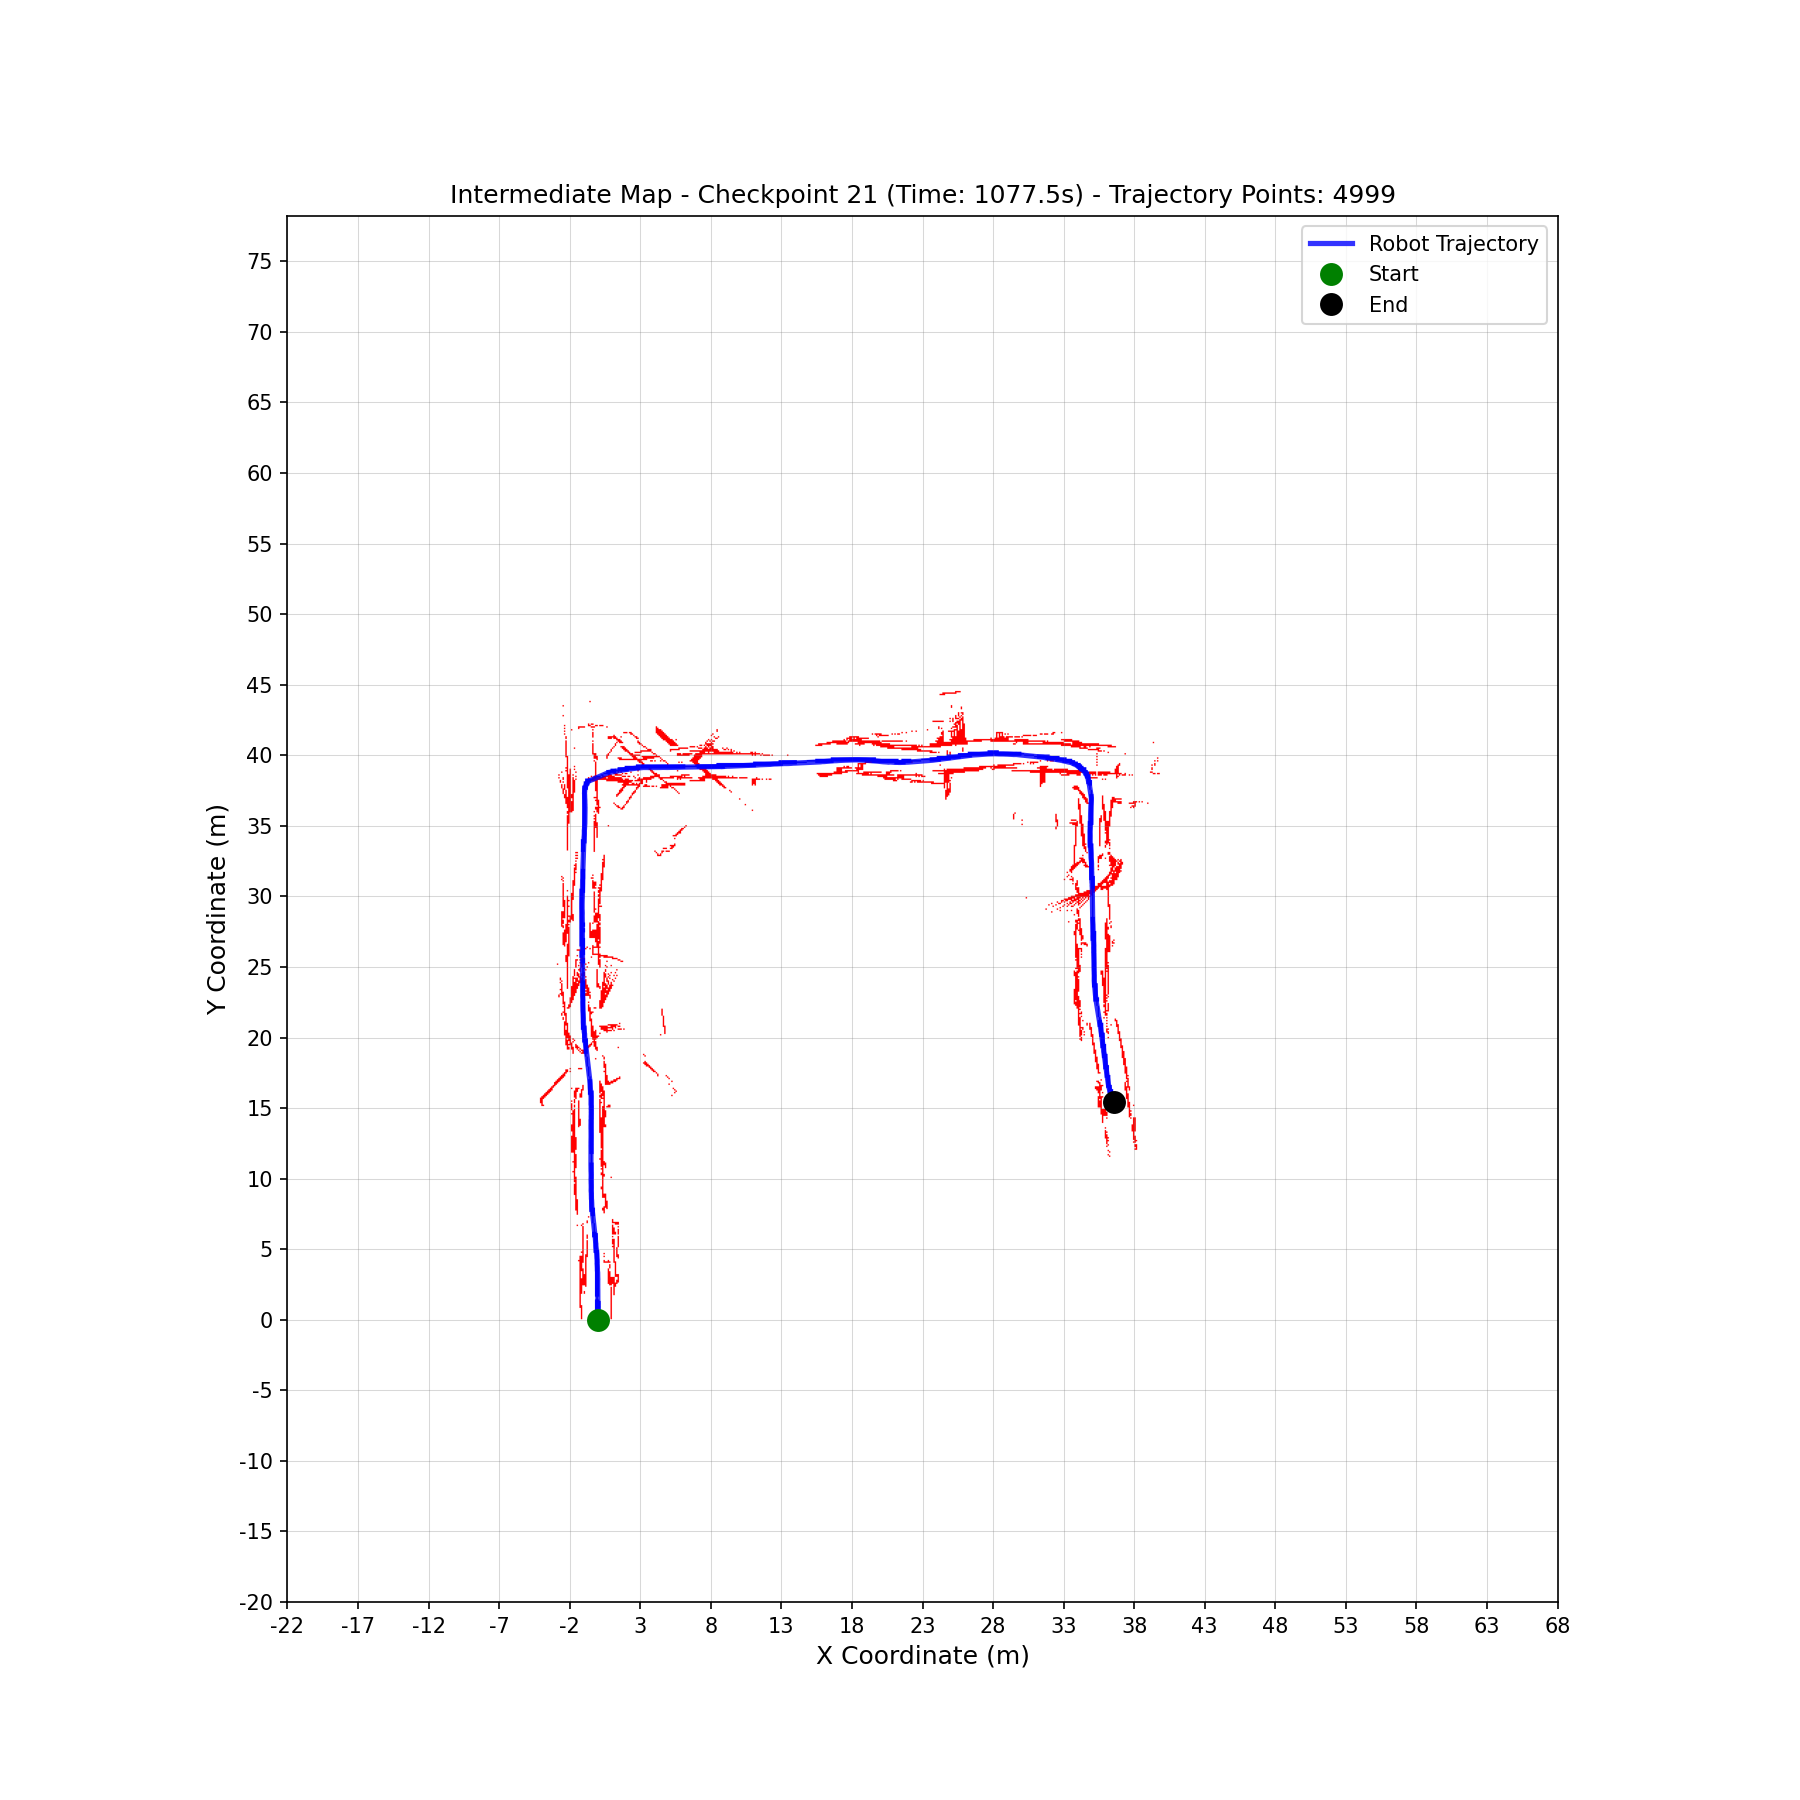 Intermediate Map - Checkpoint 21 (Time: 1077.5s) - Trajectory Points: 4999
Robot Trajectory
Start
End
75
70
65
60
55
50
45
40
35
30
25
20
15
10
5
0
-5
-10
-15
-20
Y Coordinate (m)
-22 -17 -12 -7 -2 3 8 13 18 23 28 33 38 43 48 53 58 63 68
X Coordinate (m)